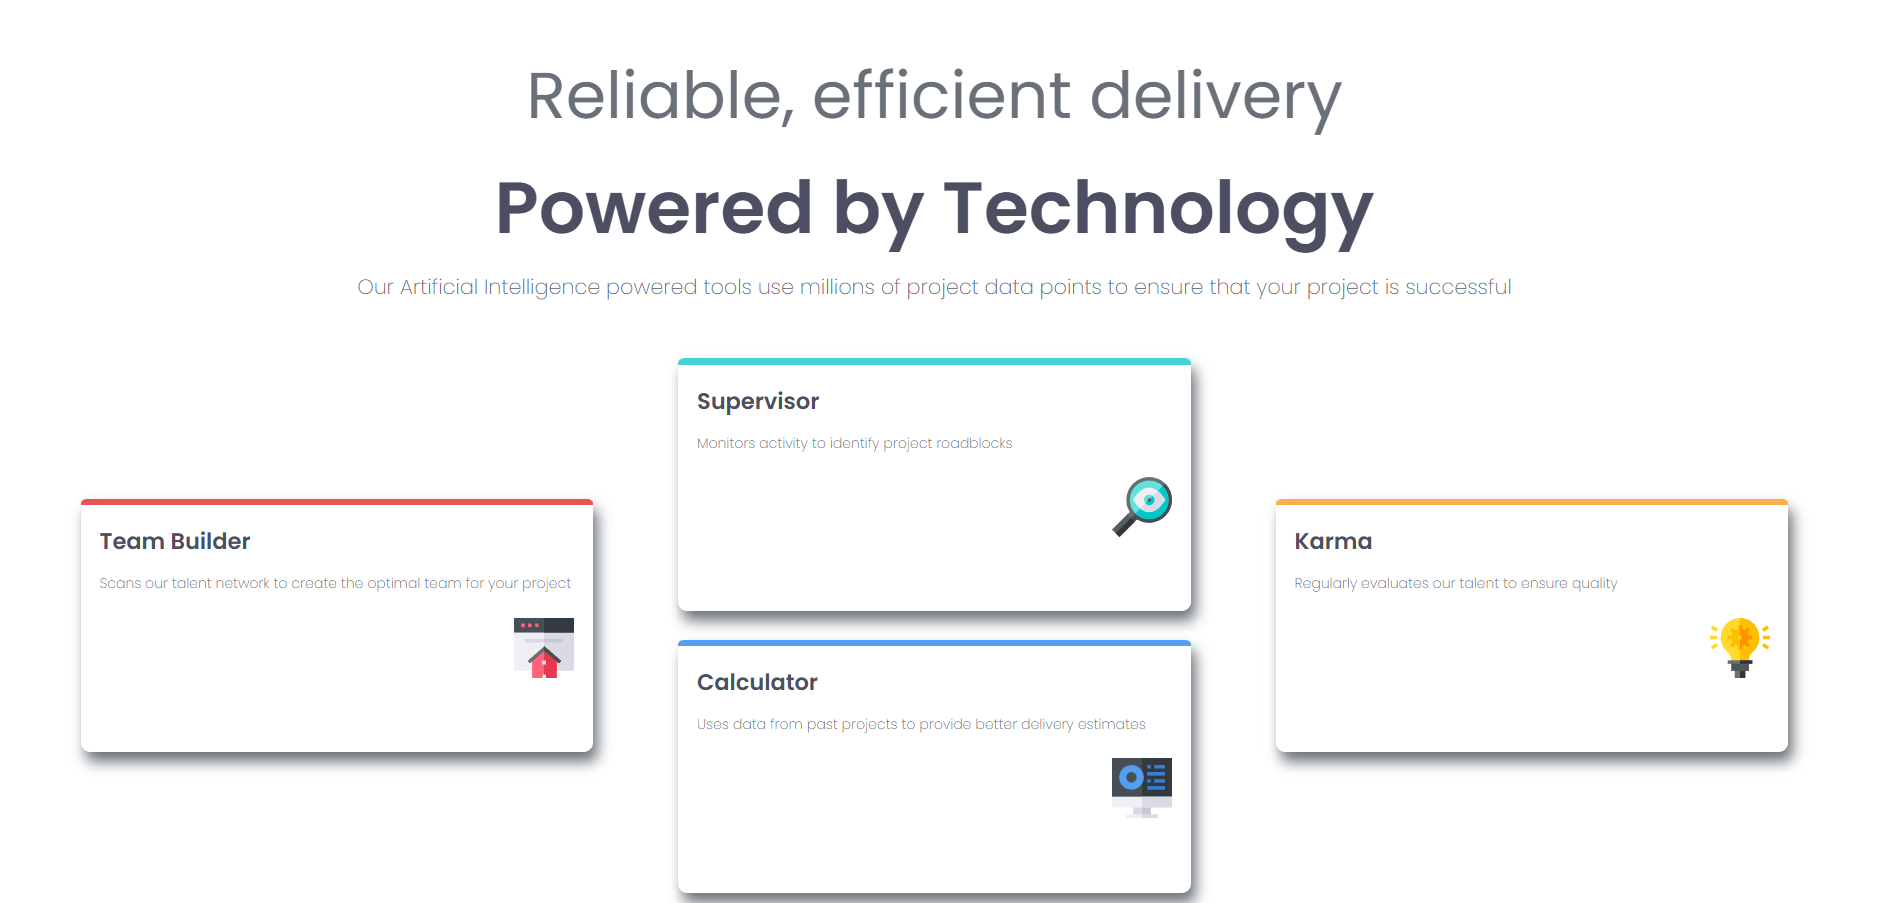 Reliable, efficient delivery
Powered by Technology
Our Artificial Intelligence powered tools use millions of project data points to ensure that your project is successful
Supervisor
Monitors activity to identify project roadblocks
Team Builder
Scans our talent network to create the optimal team for your project
Karma
Regularly evaluates our talent to ensure quality
Calculator
Uses data from past projects to provide better delivery estimates